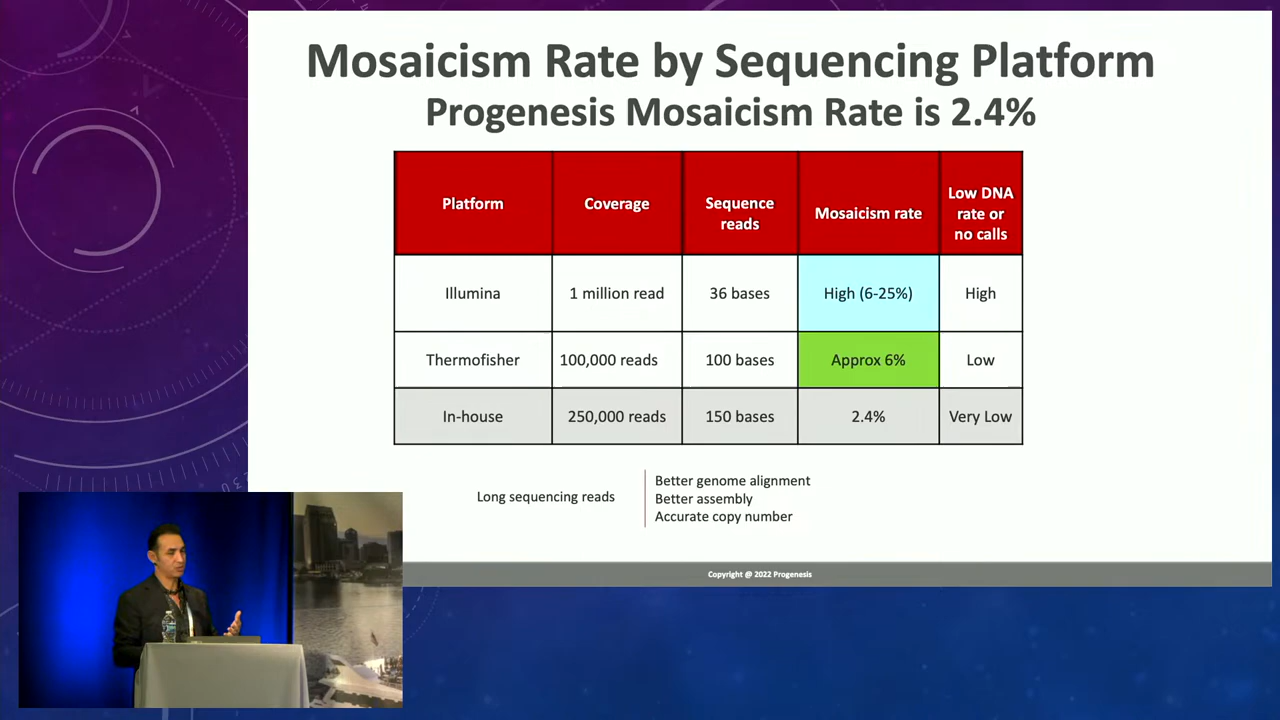 Mosaicism Rate by Sequencing Platform
Progenesis Mosaicism Rate is 2.4%
Platform
Coverage
Sequence
reads
Mosaicism rate
Low DNA
rate or
no calls
Illumina
1 million read
36 bases
High (6-25%)
High
Thermofisher
100,000 reads
100 bases
Approx 6%
Low
In-house
250,000 reads
150 bases
2.4%
Very Low
Long sequencing reads
Better genome alignment
Better assembly
Accurate copy number
Copyright @ 2022 Progenesis